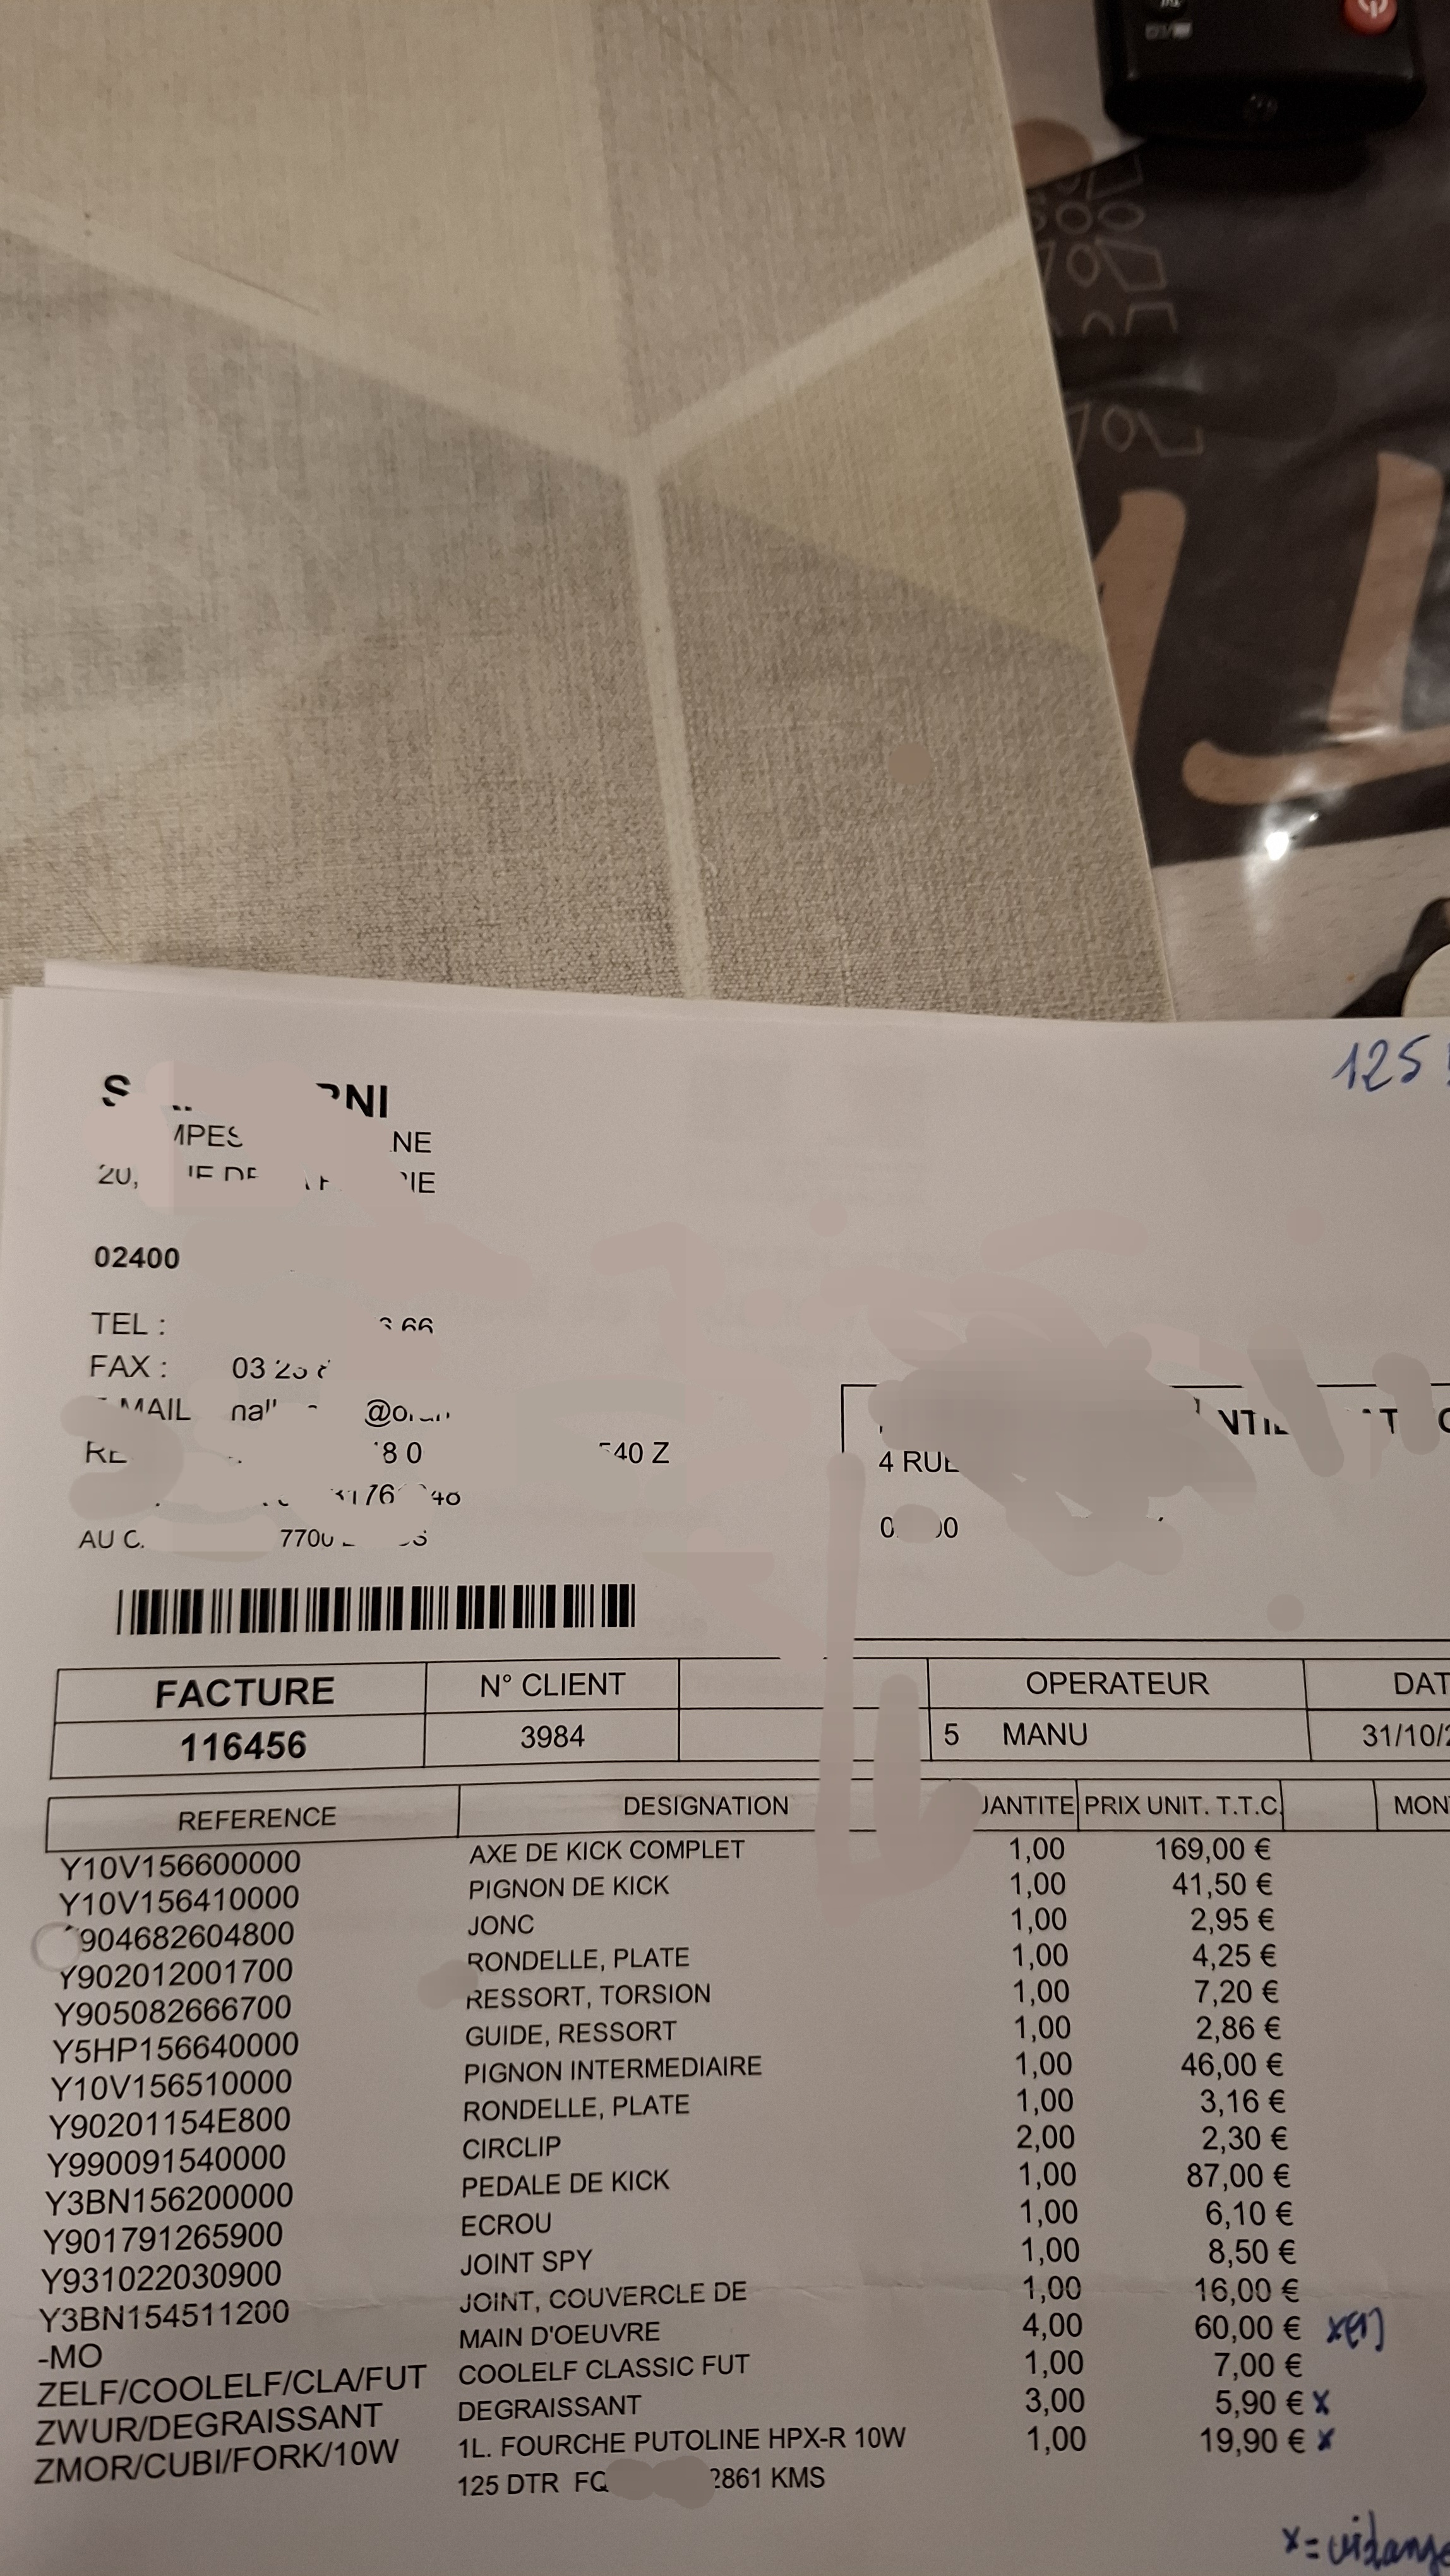 125
NI
NE
20,
02400
TEL :
FAX : 03
MAIL
4 RUE
AU
FACTURE N° CLIENT OPERATEUR
116456 3984 5 MANU 31/10/
REFERENCE DESIGNATION PRIX UNIT. T.T.C.
Y10V156600000 AXE DE KICK COMPLET 1,00 169,00 €
Y10V156410000 PIGNON DE KICK 1,00 41,50 €
904682604800 JONC 1,00 2,95 €
Y902012001700 RONDELLE, PLATE 1,00 4,25 €
Y905082666700 RESSORT, TORSION 1,00 7,20 €
Y5HP156640000 GUIDE, RESSORT 1,00 2,86 €
Y10V156510000 PIGNON INTERMEDIAIRE 1,00 46,00 €
Y90201154E800 RONDELLE, PLATE 1,00 3,16 €
Y990091540000 CIRCLIP 2,00 2,30 €
Y3BN156200000 PEDALE DE KICK 1,00 87,00 €
Y901791265900 ECROU 1,00 6,10 €
Y931022030900 JOINT SPY 1,00 8,50 €
Y3BN154511200 JOINT, COUVERCLE DE 1,00 16,00 €
-MO MAIN D'OEUVRE 4,00 60,00 € x(1)
ZELF/COOLELF/CLA/FUT COOLELF CLASSIC FUT 1,00 7,00 €
ZWUR/DEGRAISSANT DEGRAISSANT 3,00 5,90 € x
ZMOR/CUBI/FORK/10W 1L. FOURCHE PUTOLINE HPX-R 10W 1,00 19,90 € x
125 DTR FQ 2861 KMS
x=